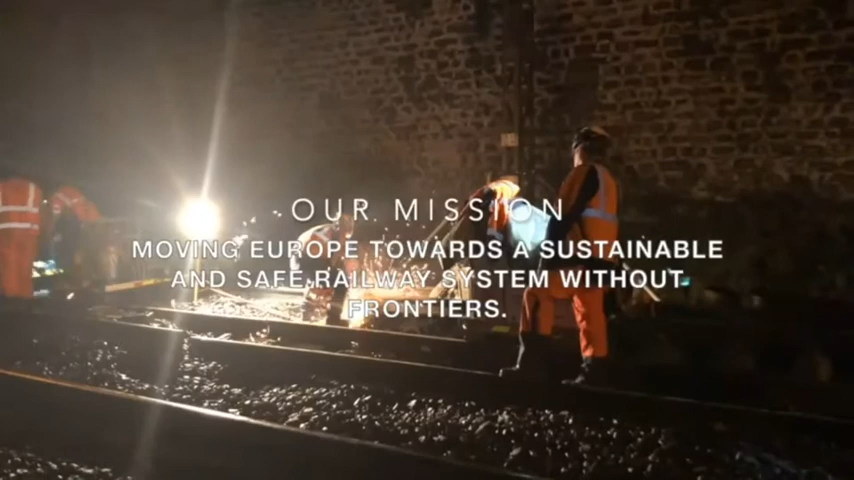 OUR MISSION
MOVING EUROPE TOWARDS A SUSTAINABLE
AND SAFE RAILWAY SYSTEM WITHOUT
FRONTIERS.